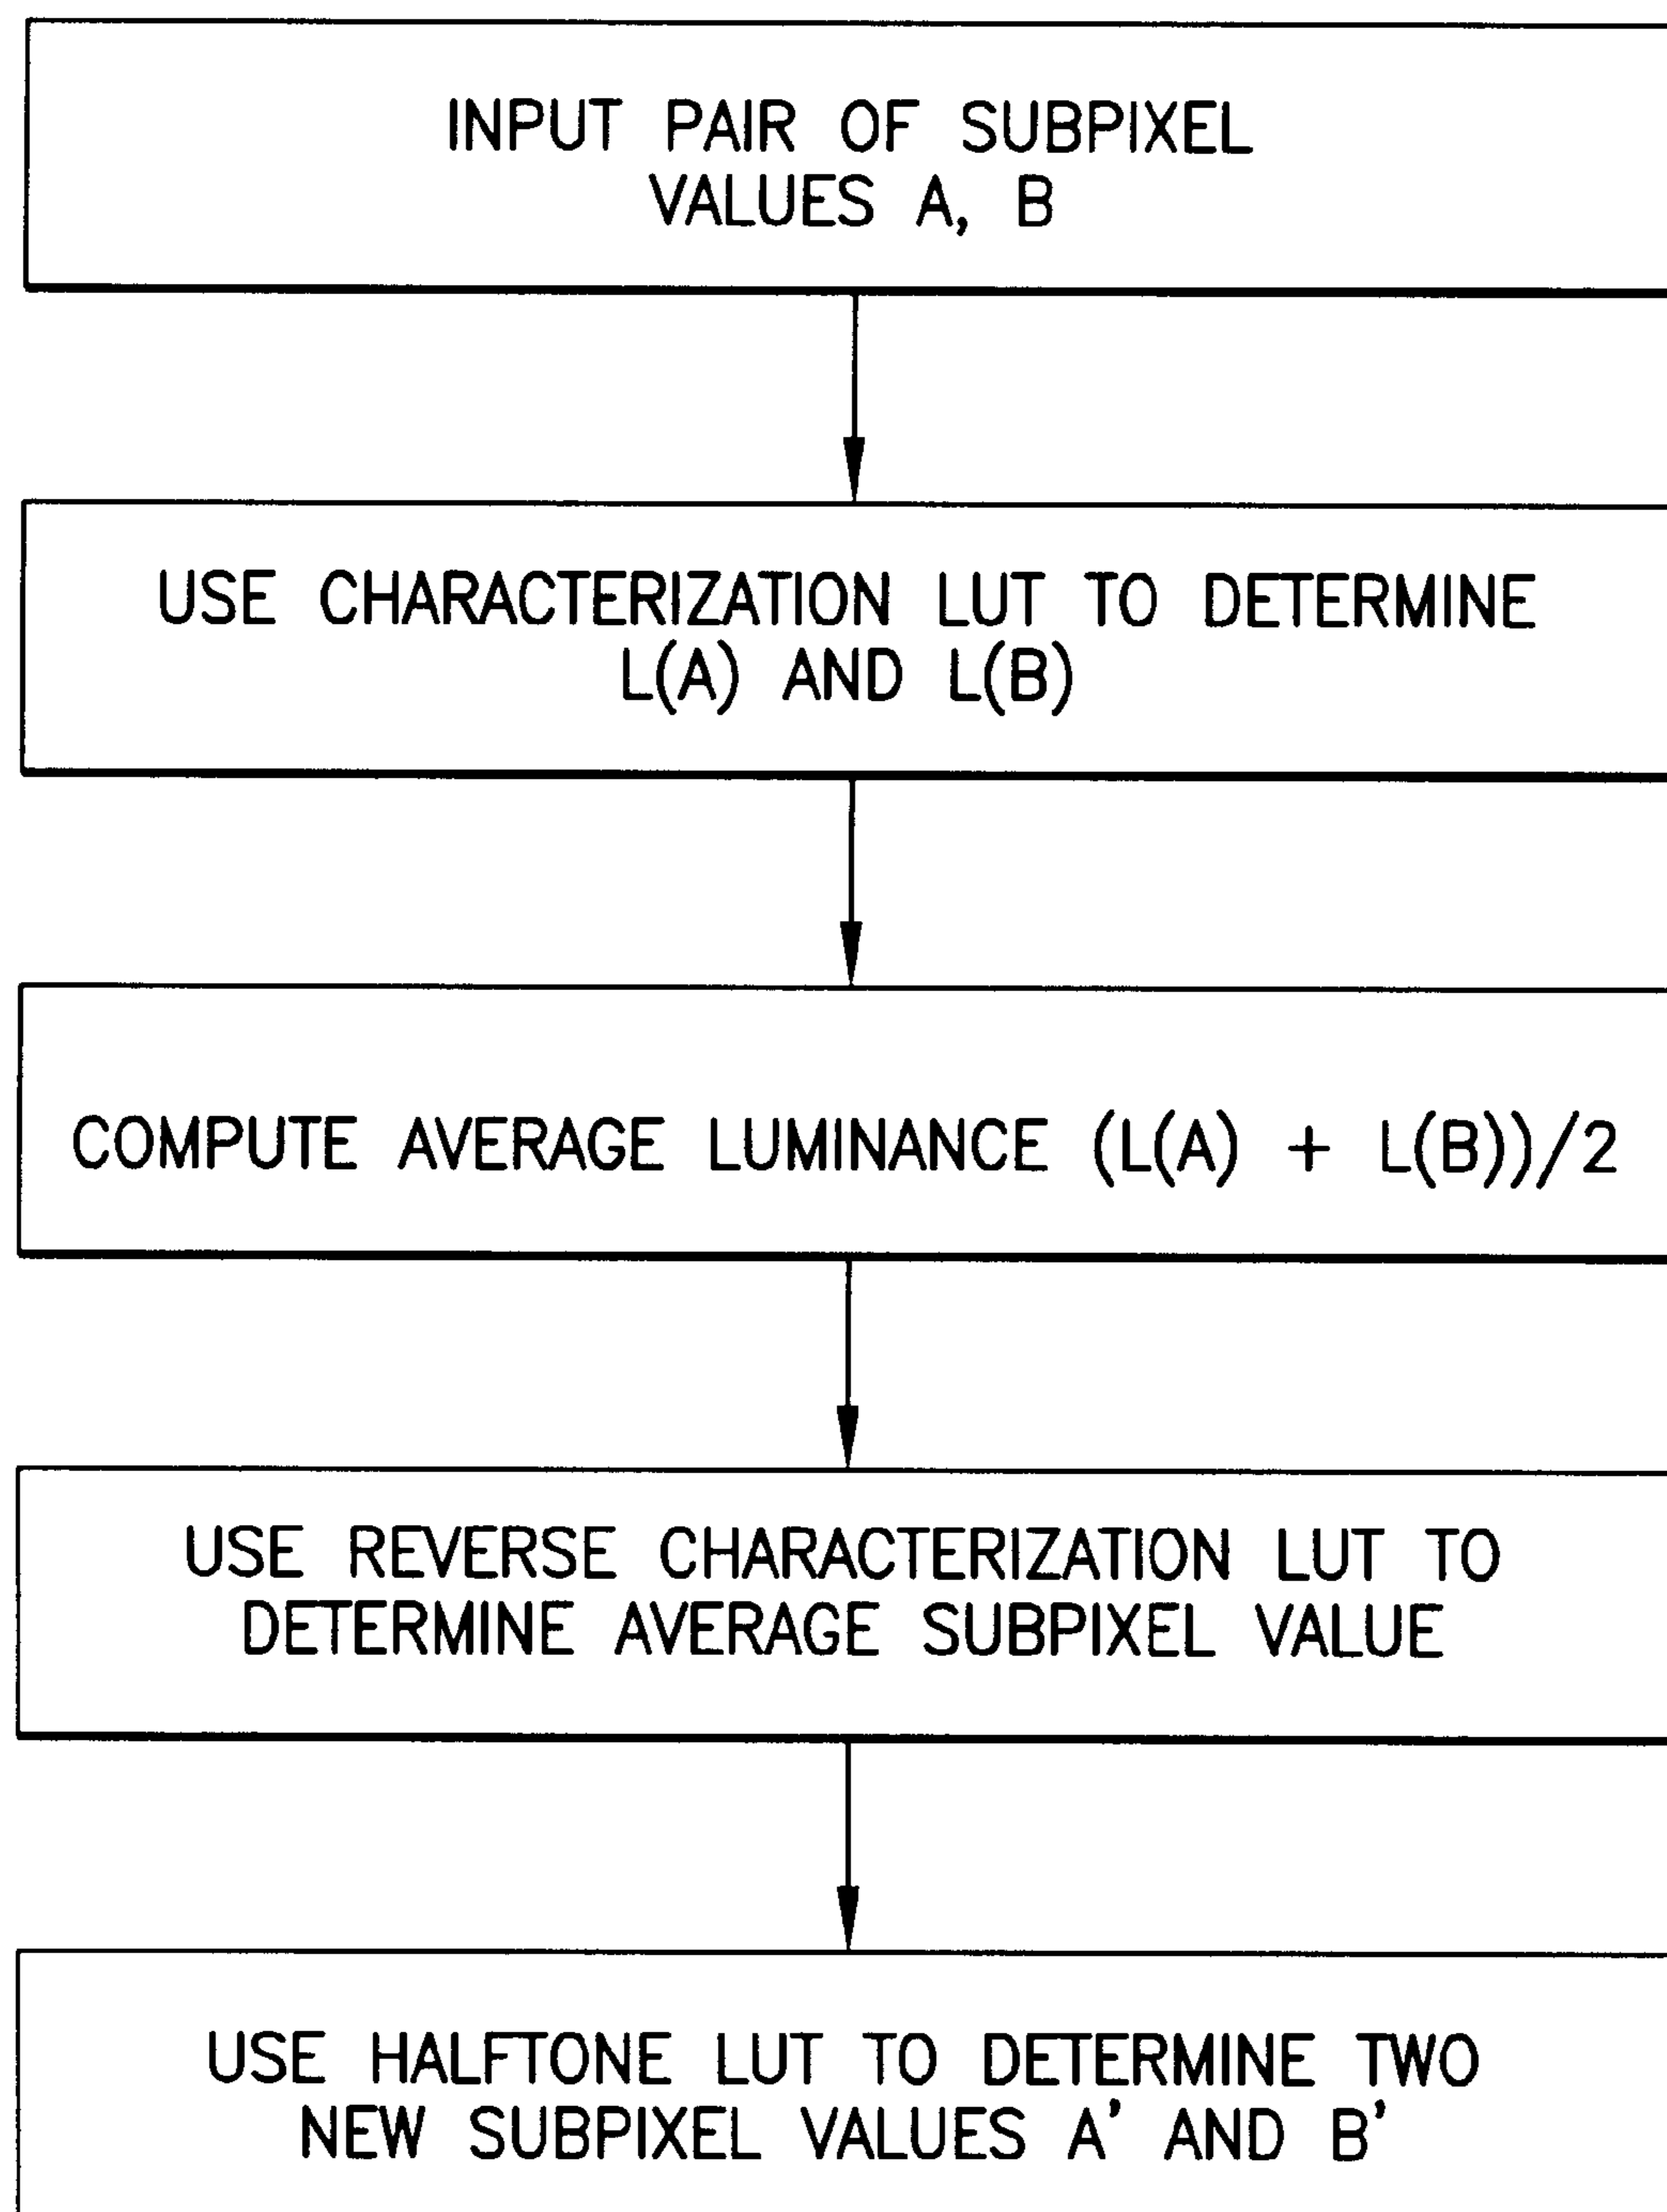 INPUT PAIR OF SUBPIXEL
VALUES A, B
USE CHARACTERIZATION LUT TO DETERMINE
L(A) AND L(B)
COMPUTE AVERAGE LUMINANCE (L(A) + L(B))/2
USE REVERSE CHARACTERIZATION LUT TO
DETERMINE AVERAGE SUBPIXEL VALUE
USE HALFTONE LUT TO DETERMINE TWO
NEW SUBPIXEL VALUES A' AND B'